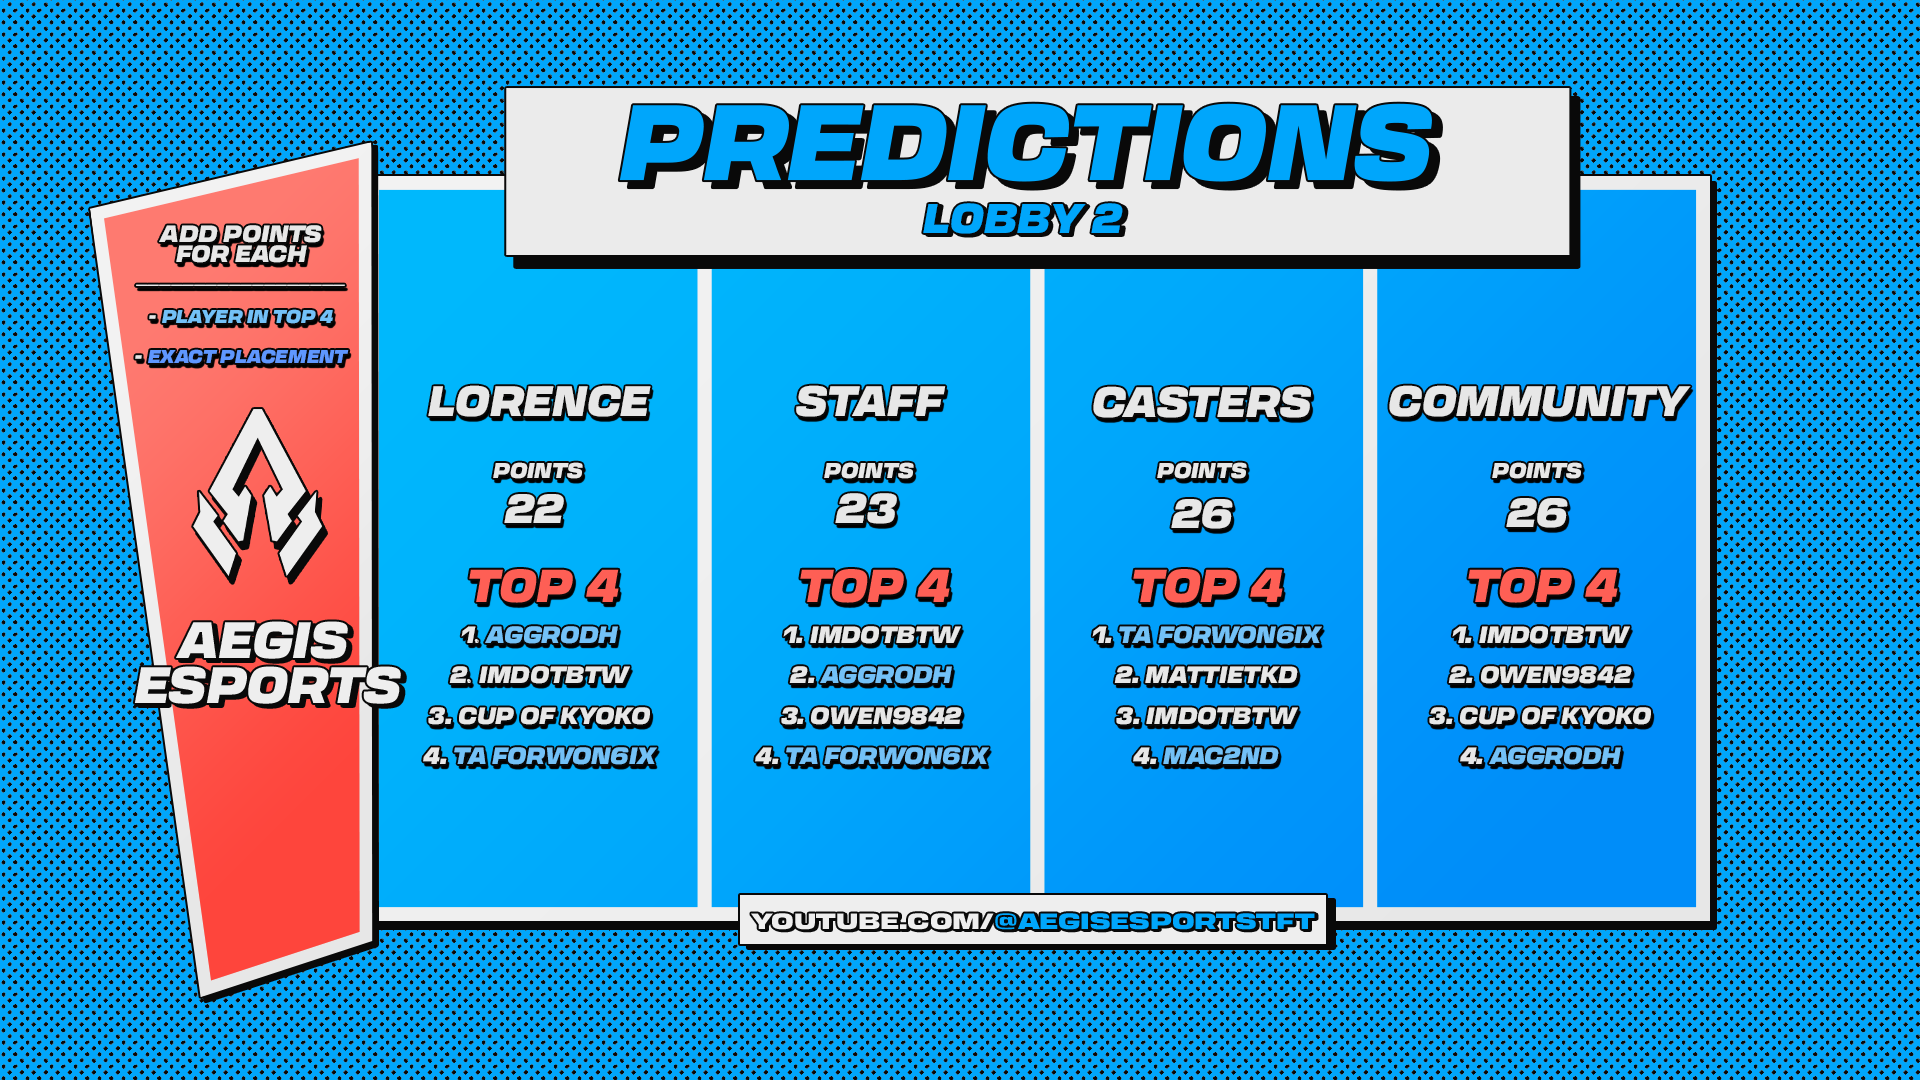 PREDICTIONS
LOBBY 2
ADD POINTS
FOR EACH
- PLAYER IN TOP 4
- EXACT PLACEMENT
AEGIS
ESPORTS
LORENCE
POINTS
22
TOP 4
1. AGGRODH
2. IMDOTBTW
3. CUP OF KYOKO
4. TA FORWON6IX
STAFF
POINTS
23
TOP 4
1. IMDOTBTW
2. AGGRODH
3. OWEN9842
4. TA FORWON6IX
CASTERS
POINTS
26
TOP 4
1. TA FORWON6IX
2. MATTIETKD
3. IMDOTBTW
4. MAC2ND
COMMUNITY
POINTS
26
TOP 4
1. IMDOTBTW
2. OWEN9842
3. CUP OF KYOKO
4. AGGRODH
YOUTUBE.COM/@AEGISESPORTSTFT